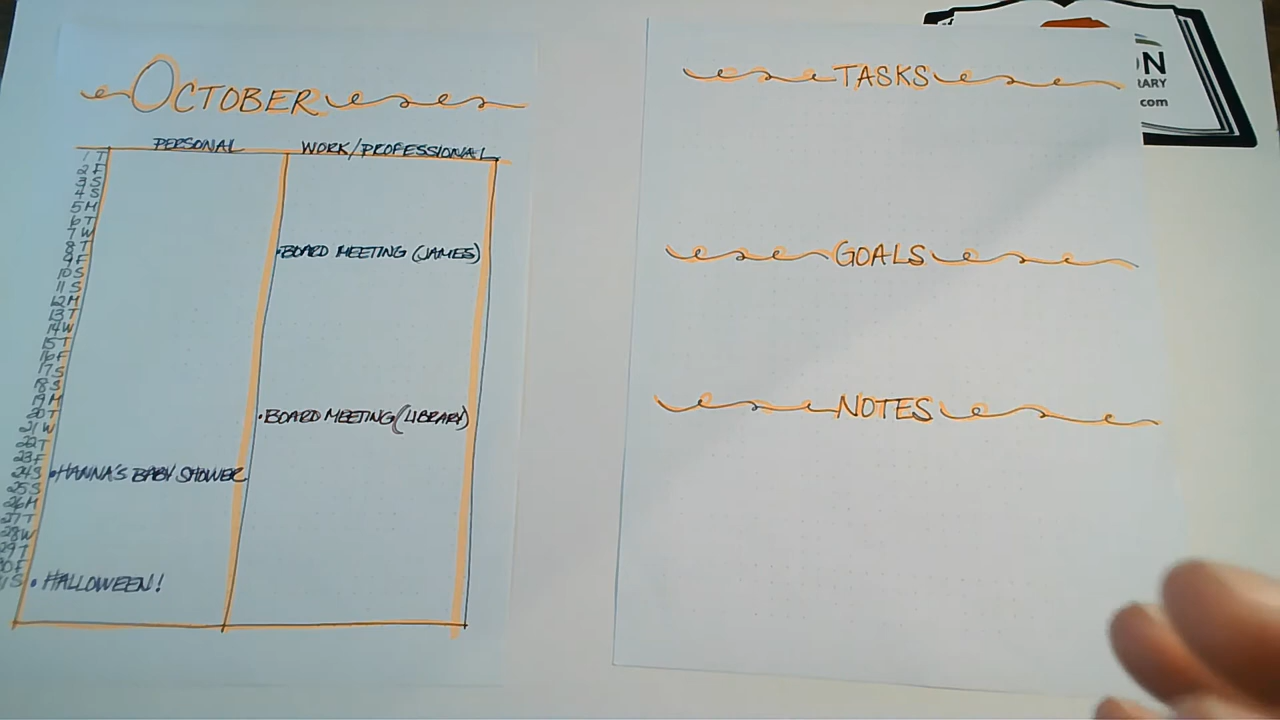 OCTOBER
PERSONAL WORK/PROFESSIONAL
1 T
2 F
3 S
4 S
5 M
6 T
7 W
8 T •BOARD MEETING (JAMES)
9 F
10 S
11 S
12 M
13 T
14 W
15 T
16 F
17 S
18 S
19 M
20 T •BOARD MEETING (LIBRARY)
21 W
22 T
23 F
24 S •HANNA'S BABY SHOWER
25 S
26 M
27 T
28 W
29 T
30 F
31 S • HALLOWEEN!
TASKS
GOALS
NOTES
ON
RARY
com